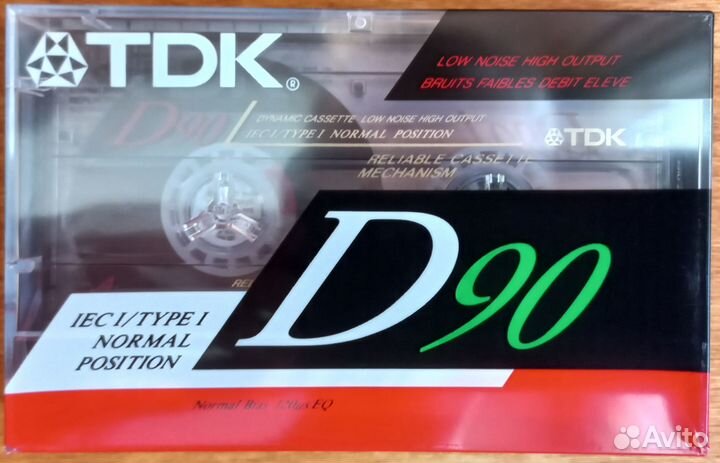 TDK®
LOW NOISE HIGH OUTPUT
BRUITS FAIBLES DEBIT ELEVE
D90
DYNAMIC CASSETTE LOW NOISE HIGH OUTPUT
IEC I/TYPE I NORMAL POSITION
TDK
RELIABLE CASSETTE
MECHANISM
D90
IEC I/TYPE I
NORMAL
POSITION
Normal Bias 120μs EQ
Avito